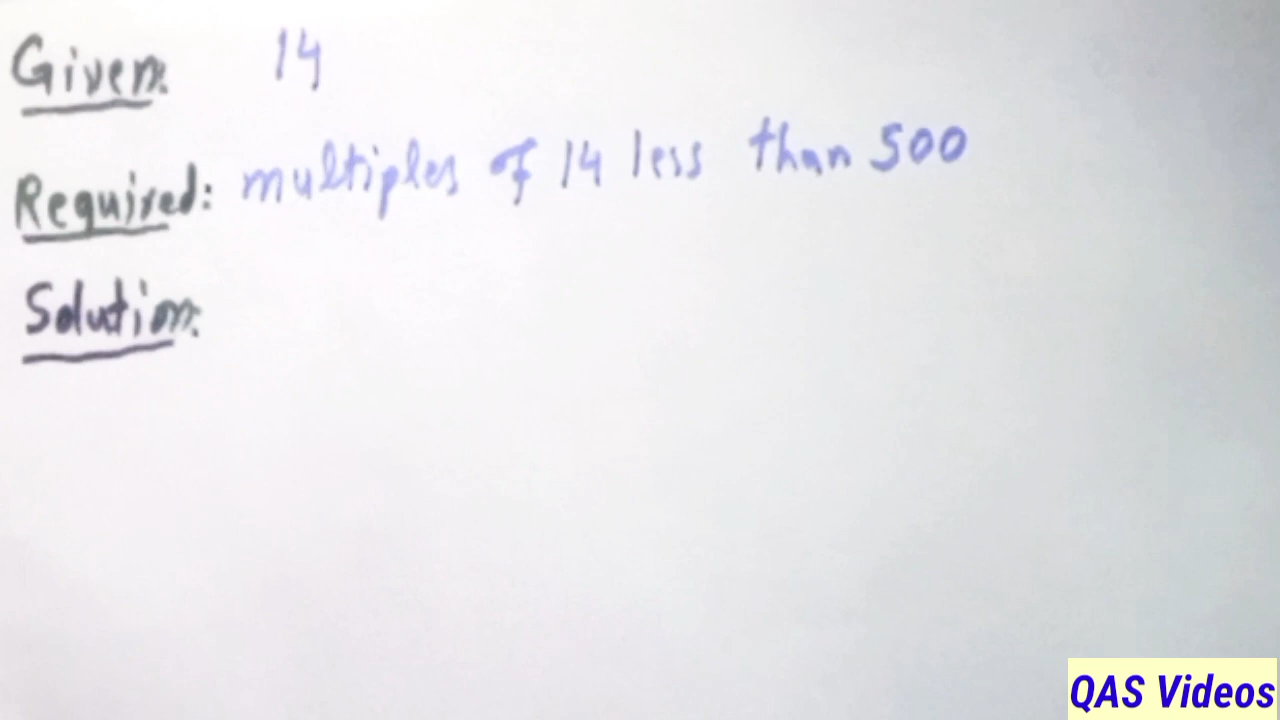 Given: 14
Required: multiples of 14 less than 500
Solution:
QAS Videos